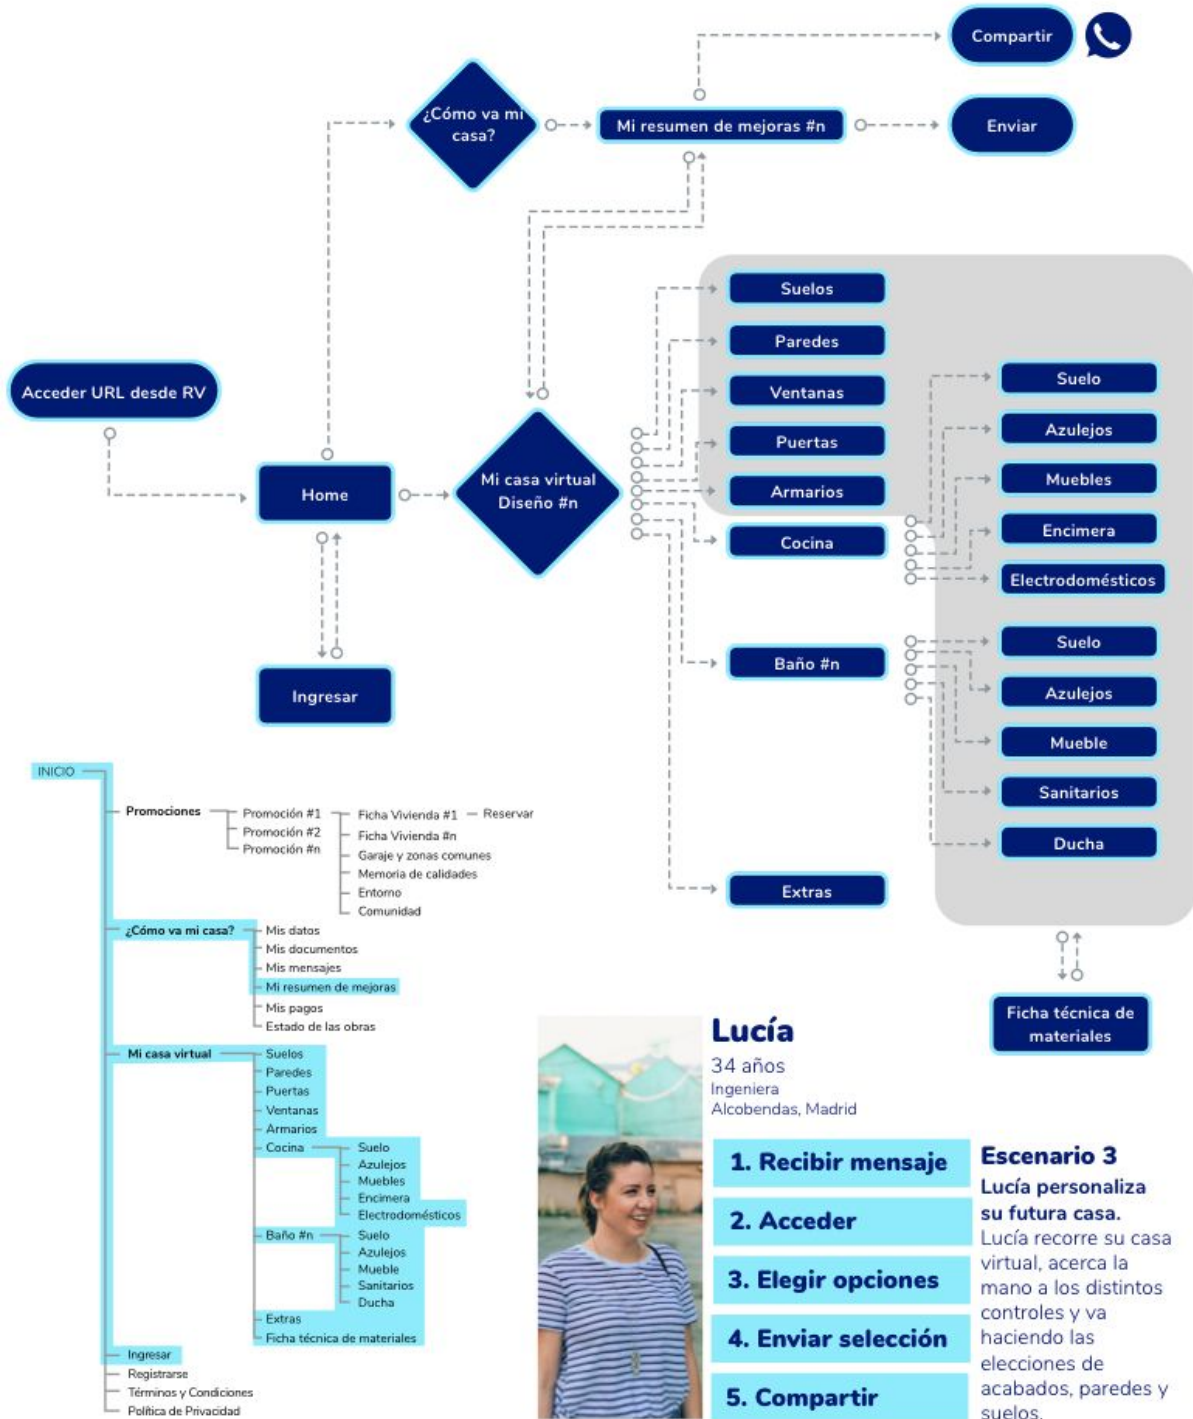 Compartir
¿Cómo va mi
casa?
Mi resumen de mejoras #n
Enviar
Suelos
Paredes
Ventanas
Puertas
Armarios
Cocina
Baño #n
Extras
Suelo
Azulejos
Muebles
Encimera
Electrodomésticos
Suelo
Azulejos
Mueble
Sanitarios
Ducha
Acceder URL desde RV
Home
Mi casa virtual
Diseño #n
Ingresar
Ficha técnica de
materiales
INICIO
Promociones
Promoción #1
Promoción #2
Promoción #n
Ficha Vivienda #1
Reservar
Ficha Vivienda #n
Garaje y zonas comunes
Memoria de calidades
Entorno
Comunidad
¿Cómo va mi casa?
Mis datos
Mis documentos
Mis mensajes
Mi resumen de mejoras
Mis pagos
Estado de las obras
Mi casa virtual
Suelos
Paredes
Puertas
Ventanas
Armarios
Cocina
Suelo
Azulejos
Muebles
Encimera
Electrodomésticos
Baño #n
Suelo
Azulejos
Mueble
Sanitarios
Ducha
Extras
Ficha técnica de materiales
Ingresar
Registrarse
Términos y Condiciones
Política de Privacidad
Lucía
34 años
Ingeniera
Alcobendas, Madrid
1. Recibir mensaje
2. Acceder
3. Elegir opciones
4. Enviar selección
5. Compartir
Escenario 3
Lucía personaliza
su futura casa.
Lucía recorre su casa
virtual, acerca la
mano a los distintos
controles y va
haciendo las
elecciones de
acabados, paredes y
suelos.